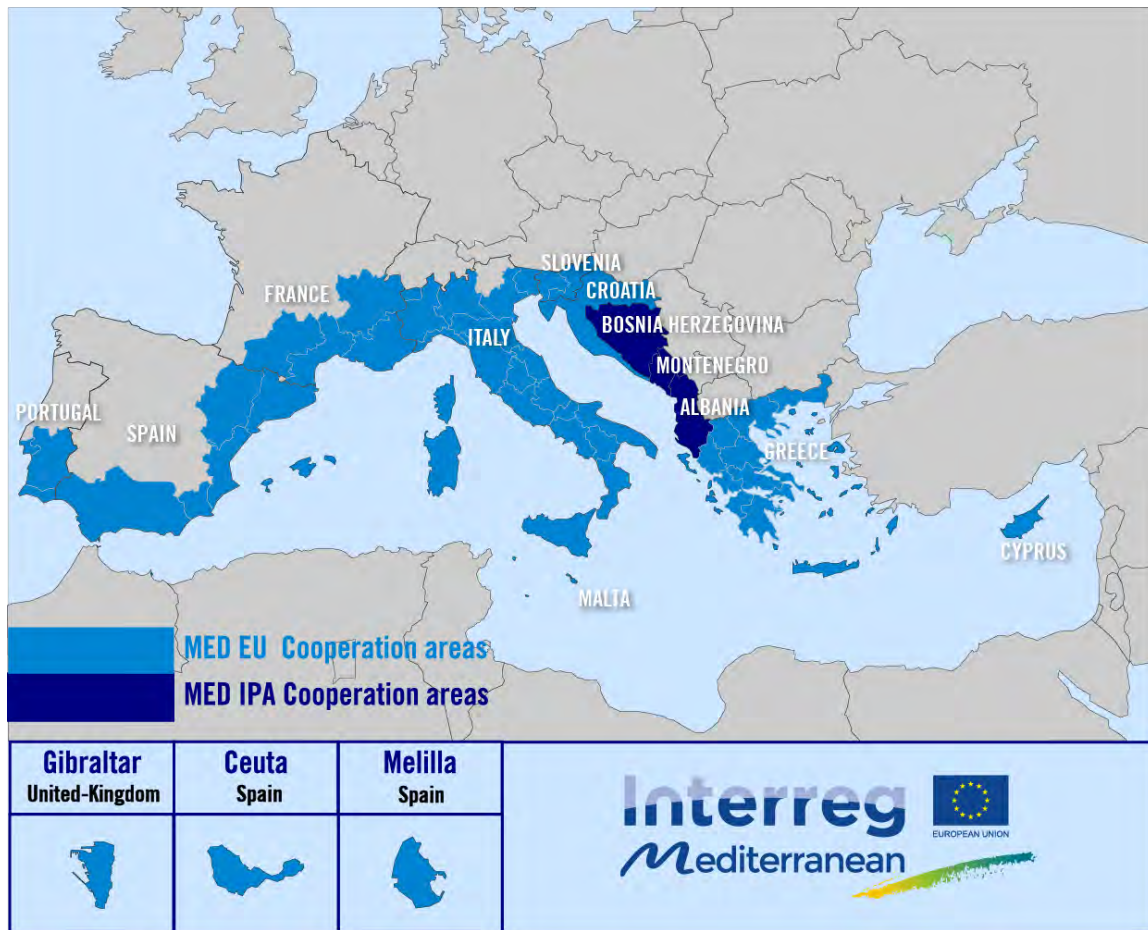 SLOVENIA
FRANCE
CROATIA
BOSNIA HERZEGOVINA
ITALY
MONTENEGRO
PORTUGAL
ALBANIA
SPAIN
GREECE
CYPRUS
MALTA
MED EU Cooperation areas
MED IPA Cooperation areas
Gibraltar
United-Kingdom
Ceuta
Spain
Melilla
Spain
Interreg
EUROPEAN UNION
Mediterranean